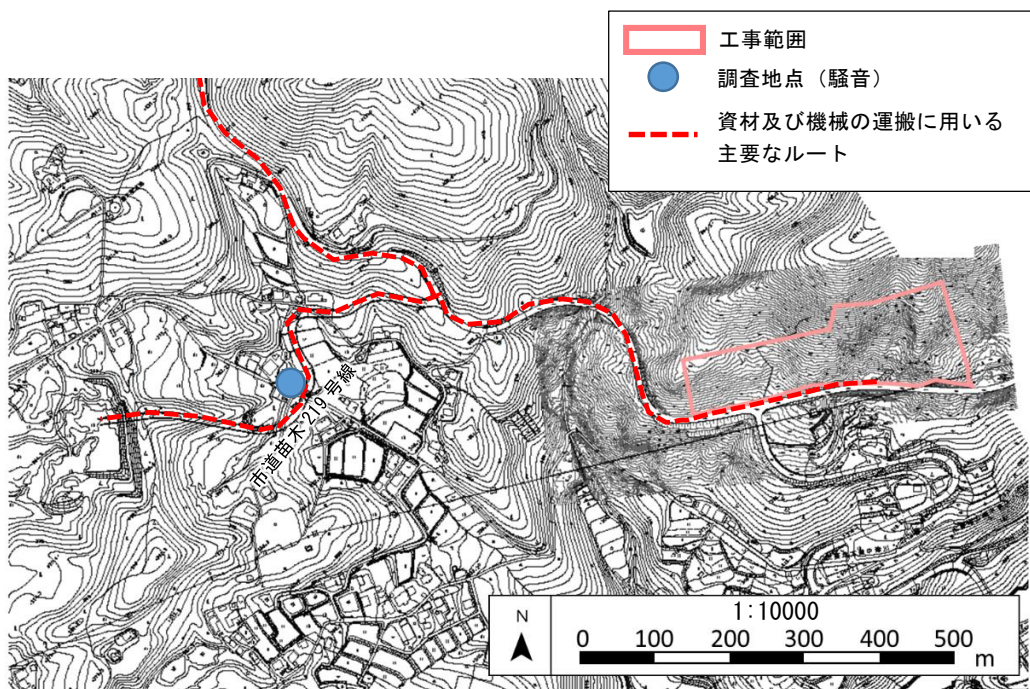 工事範囲
調査地点（騒音）
資材及び機械の運搬に用いる
主要なルート
市道苗木219号線
N
1:10000
0 100 200 300 400 500
m